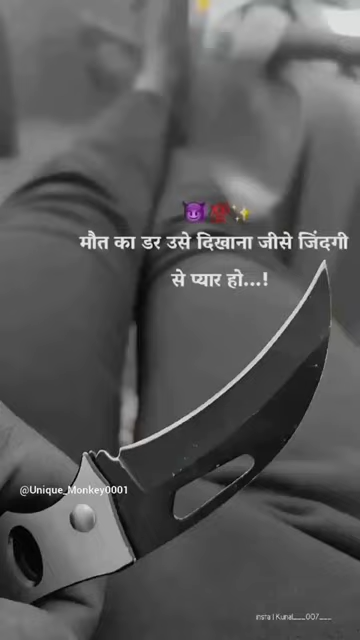 मौत का डर उसे दिखाना जीसे जिंदगी
से प्यार हो...!
@Unique_Monkey0001
insta | Kunal___007___